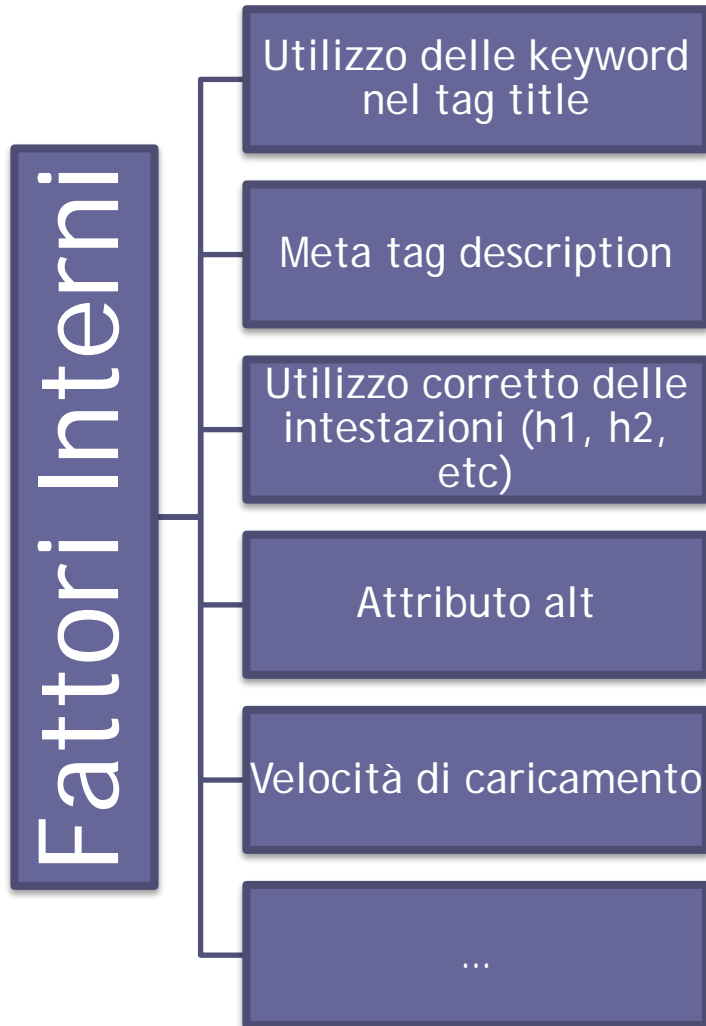 Fattori Interni
Utilizzo delle keyword
nel tag title
Meta tag description
Utilizzo corretto delle
intestazioni (h1, h2,
etc)
Attributo alt
Velocità di caricamento
...